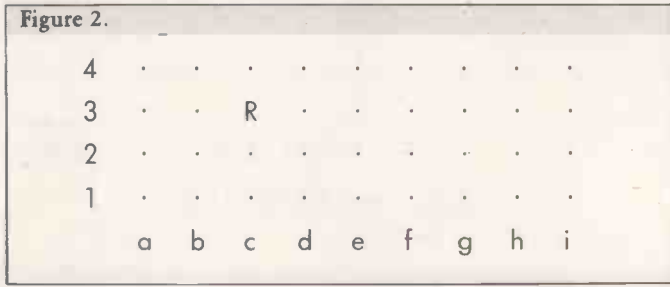 Figure 2.
4 . . . . . . . . .
3 . . R . . . . . .
2 . . . . . . . . .
1 . . . . . . . . .
a b c d e f g h i